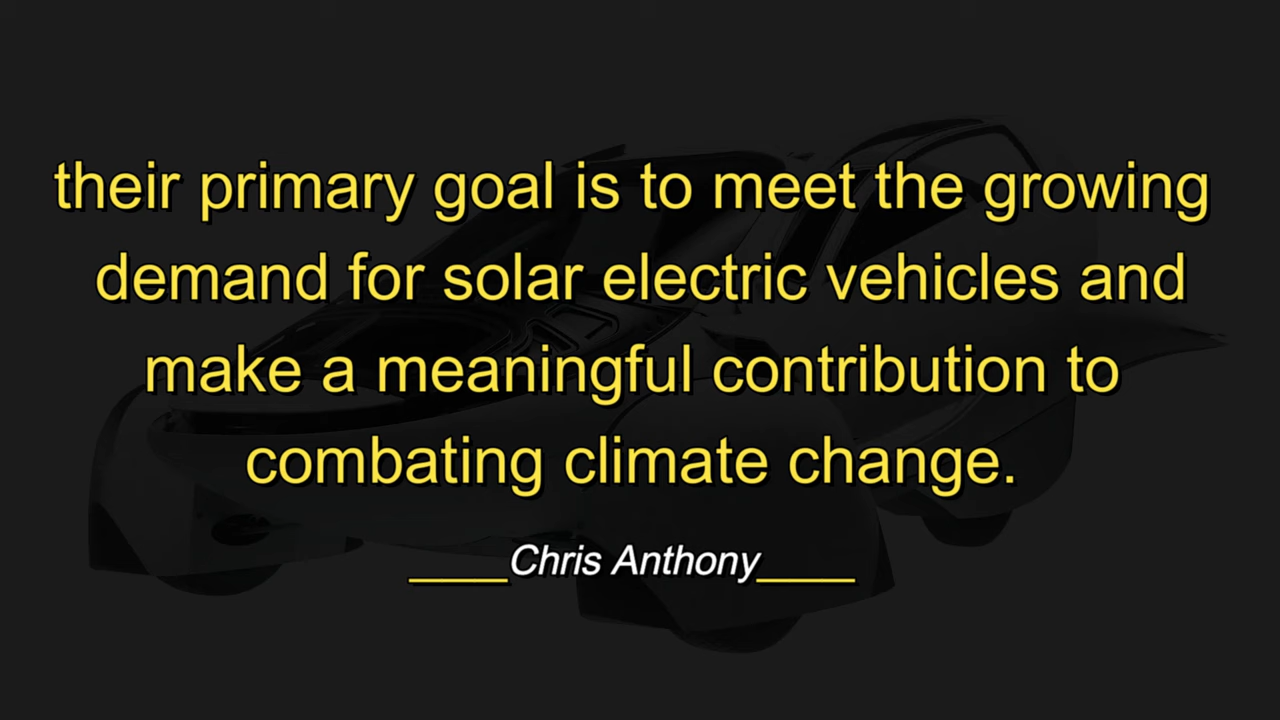 their primary goal is to meet the growing
demand for solar electric vehicles and
make a meaningful contribution to
combating climate change.
____Chris Anthony____